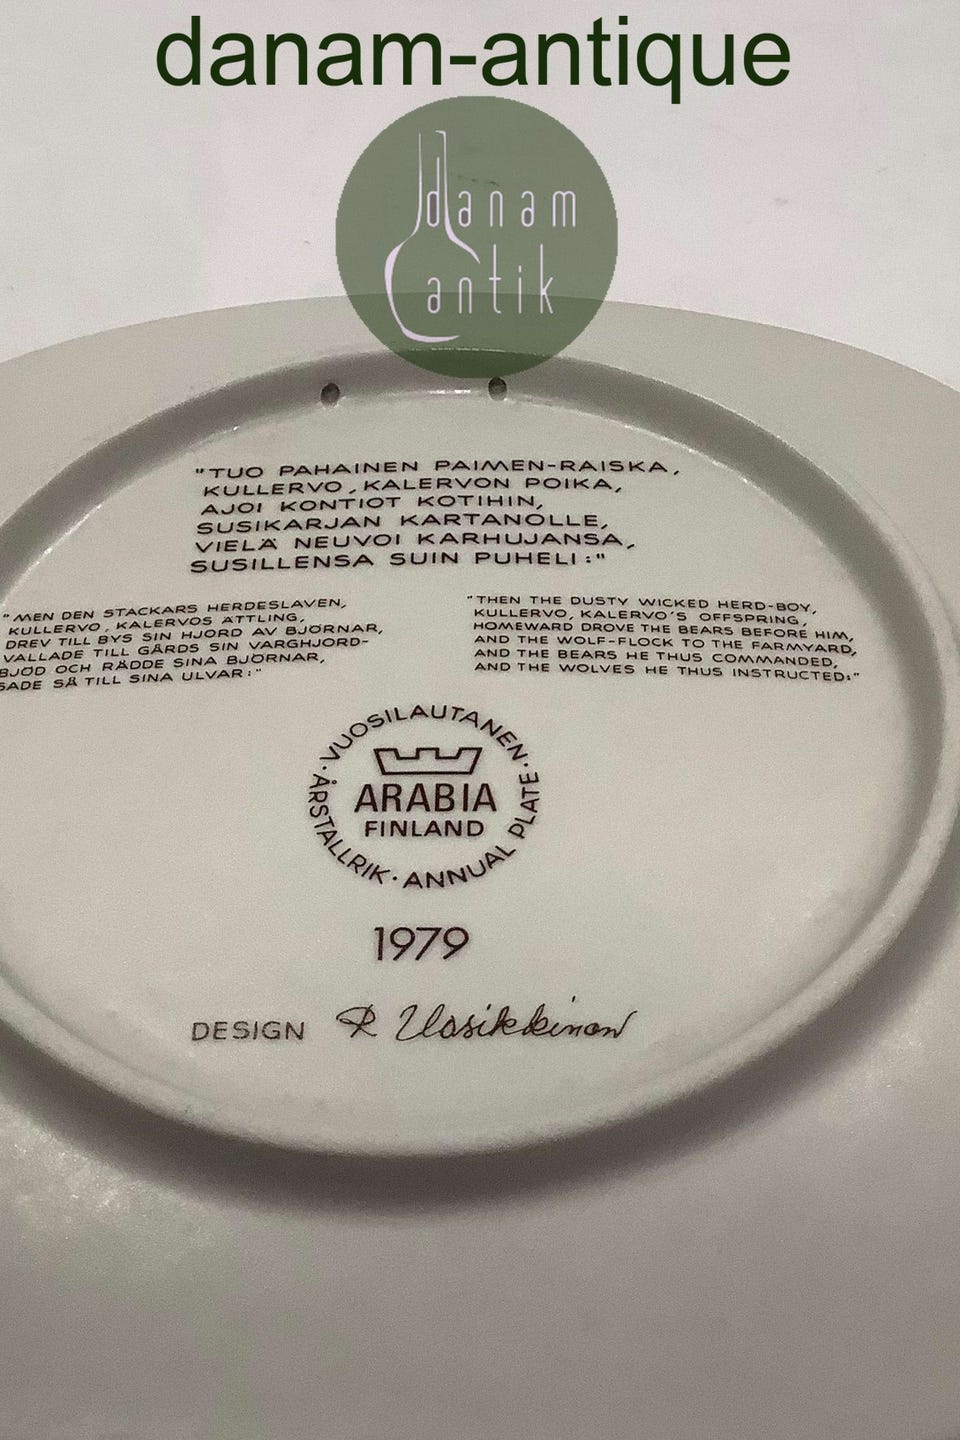 danam-antique
danam
antik
"TUO PAHAINEN PAIMEN-RAISKA,
KULLERVO, KALERVON POIKA,
AJOI KONTIOT KOTIHIN,
SUSIKARJAN KARTANOLLE,
VIELÄ NEUVOI KARHUJANSA,
SUSILLENSA SUIN PUHELI:"
"MEN DEN STACKARS HERDESLAVEN,
KULLERVO, KALERVOS ÄTTLING,
DREV TILL BYS SIN HJORD AV BJÖRNAR,
VALLADE TILL GÅRDS SIN VARGHJORD-
BJÖD OCH RÄDDE SINA BJÖRNAR,
SADE SÅ TILL SINA ULVAR:"
"THEN THE DUSTY WICKED HERD-BOY,
KULLERVO, KALERVO'S OFFSPRING,
HOMEWARD DROVE THE BEARS BEFORE HIM,
AND THE WOLF-FLOCK TO THE FARMYARD,
AND THE BEARS HE THUS COMMANDED,
AND THE WOLVES HE THUS INSTRUCTED:"
· VUOSILAUTANEN · ANNUAL PLATE · ÅRSTALLRIK
ARABIA
FINLAND
1979
DESIGN R Uosikkinen